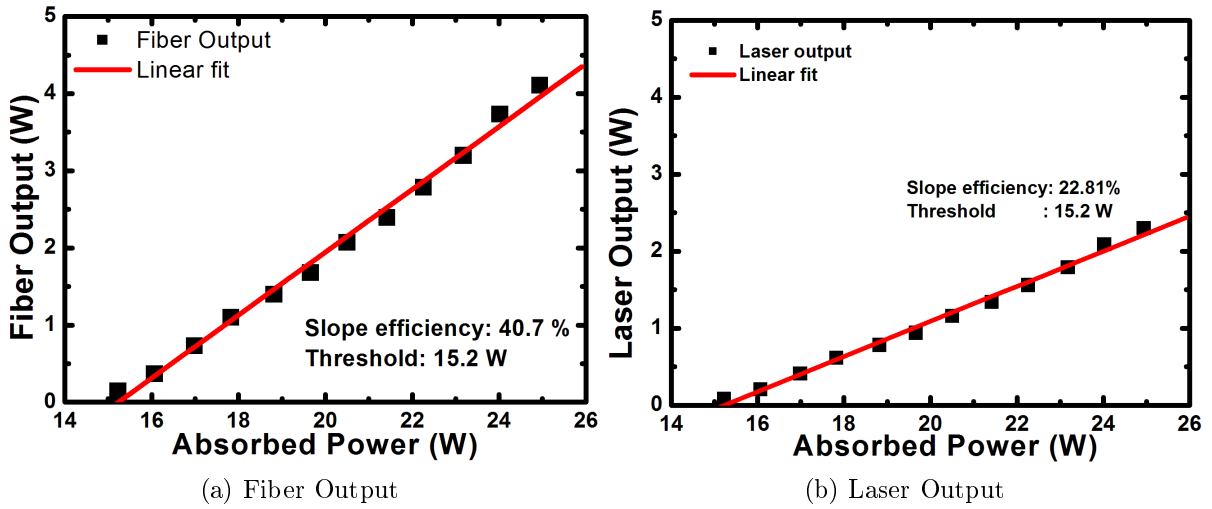 5
4
3
2
1
0
Fiber Output (W)
Fiber Output
Linear fit
Slope efficiency: 40.7 %
Threshold: 15.2 W
14 16 18 20 22 24 26
Absorbed Power (W)
(a) Fiber Output
5
4
3
2
1
0
Laser Output (W)
Laser output
Linear fit
Slope efficiency: 22.81%
Threshold : 15.2 W
14 16 18 20 22 24 26
Absorbed Power (W)
(b) Laser Output